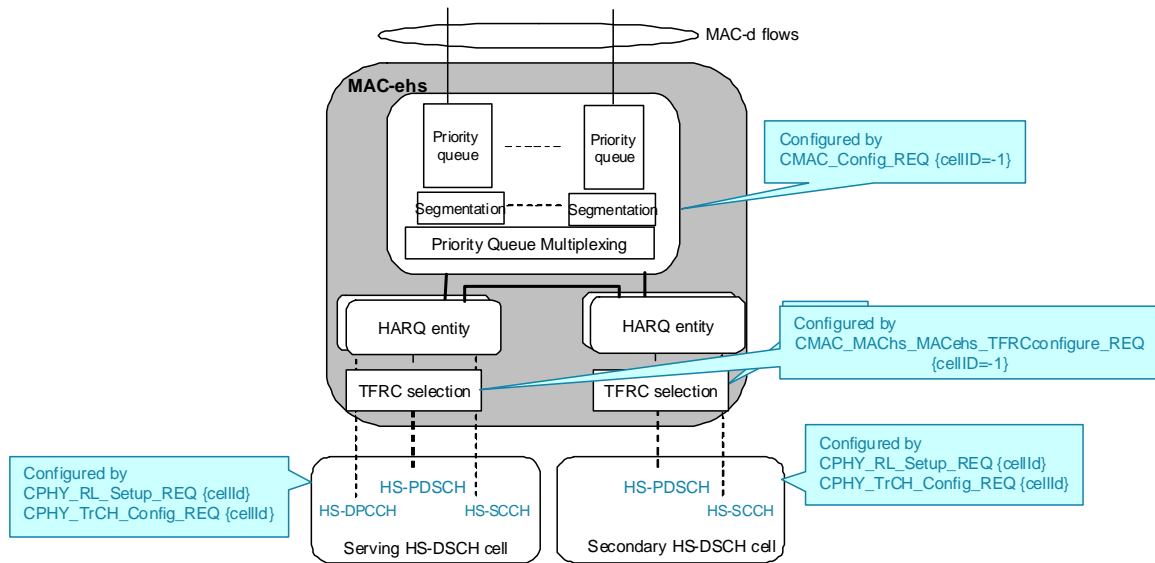 MAC-d flows
MAC-ehs
Priority
queue
Priority
queue
Configured by
CMAC_Config_REQ {cellID=-1}
Segmentation
Segmentation
Priority Queue Multiplexing
HARQ entity
HARQ entity
Configured by
CMAC_MAChs_MACehs_TFRCconfigure_REQ
{cellID=-1}
TFRC selection
TFRC selection
Configured by
CPHY_RL_Setup_REQ {cellId}
CPHY_TrCH_Config_REQ {cellId}
Configured by
CPHY_RL_Setup_REQ {cellId}
CPHY_TrCH_Config_REQ {cellId}
HS-PDSCH
HS-DPCCH
HS-SCCH
Serving HS-DSCH cell
HS-PDSCH
HS-SCCH
Secondary HS-DSCH cell